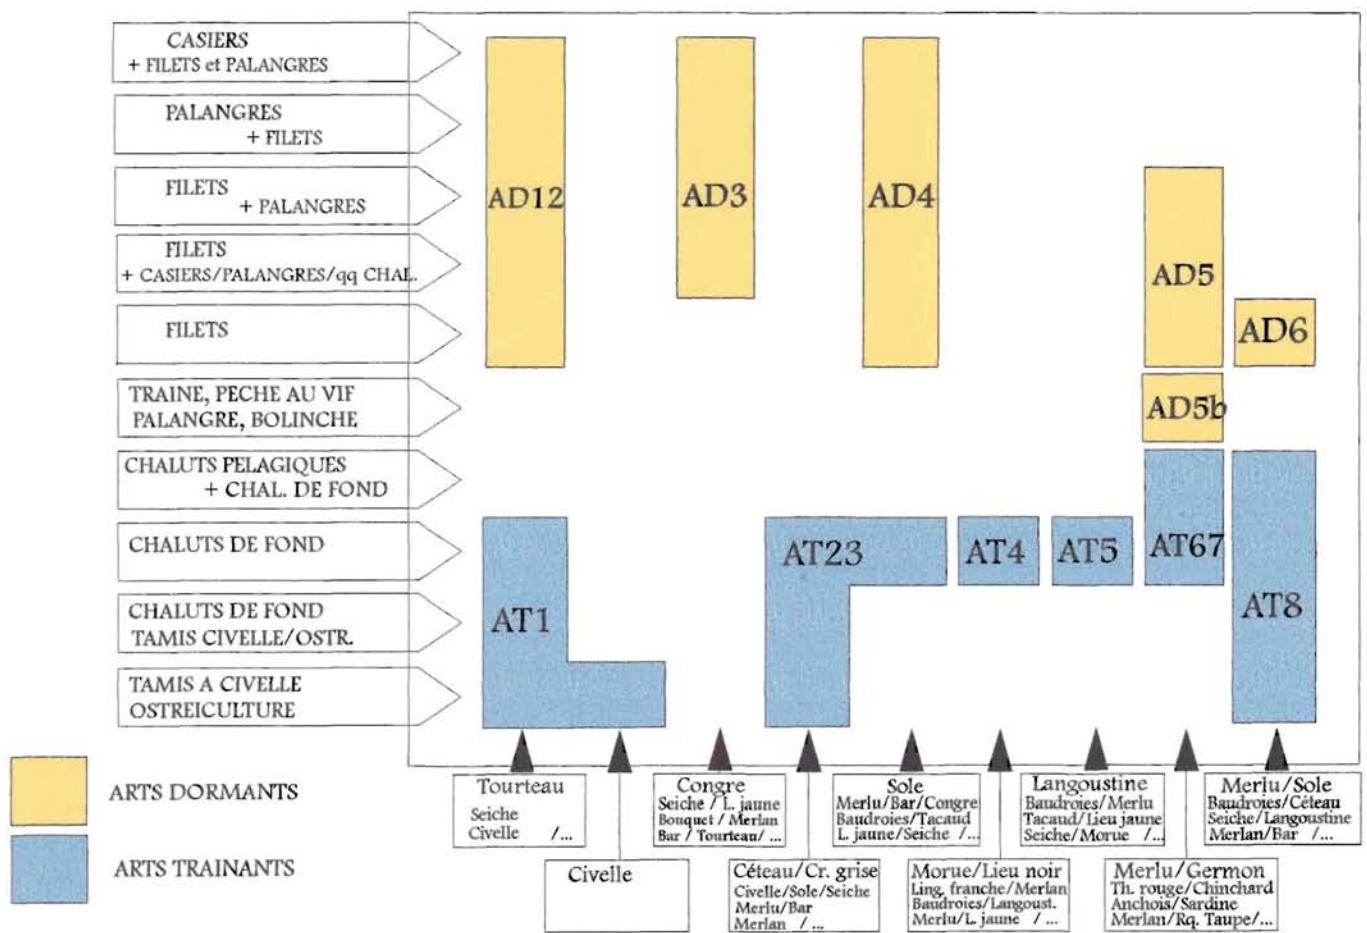 CASIERS
+ FILETS et PALANGRES
PALANGRES
+ FILETS
FILETS
+ PALANGRES
FILETS
+ CASIERS/PALANGRES/qq CHAL.
FILETS
TRAINE, PECHE AU VIF
PALANGRE, BOLINCHE
CHALUTS PELAGIQUES
+ CHAL. DE FOND
CHALUTS DE FOND
CHALUTS DE FOND
TAMIS CIVELLE/OSTR.
TAMIS A CIVELLE
OSTREICULTURE
AD12
AD3
AD4
AD5
AD6
AD5b
AT1
AT23
AT4
AT5
AT67
AT8
ARTS DORMANTS
ARTS TRAINANTS
Tourteau
Seiche
Civelle /...
Civelle
Congre
Seiche / L. jaune
Bouquet / Merlan
Bar / Tourteau/ ...
Céteau/Cr. grise
Civelle/Sole/Seiche
Merlu/Bar
Merlan / ...
Sole
Merlu/Bar/Congre
Baudroies/Tacaud
L. jaune/Seiche /...
Morue/Lieu noir
Ling. franche/Merlan
Baudroies/Langoust.
Merlu/L. jaune / ...
Langoustine
Baudroies/Merlu
Tacaud/Lieu jaune
Seiche/Morue /...
Merlu/Germon
Th. rouge/Chinchard
Anchois/Sardine
Merlan/Rq. Taupe/...
Merlu/Sole
Baudroies/Céteau
Seiche/Langoustine
Merlan/Bar / ...